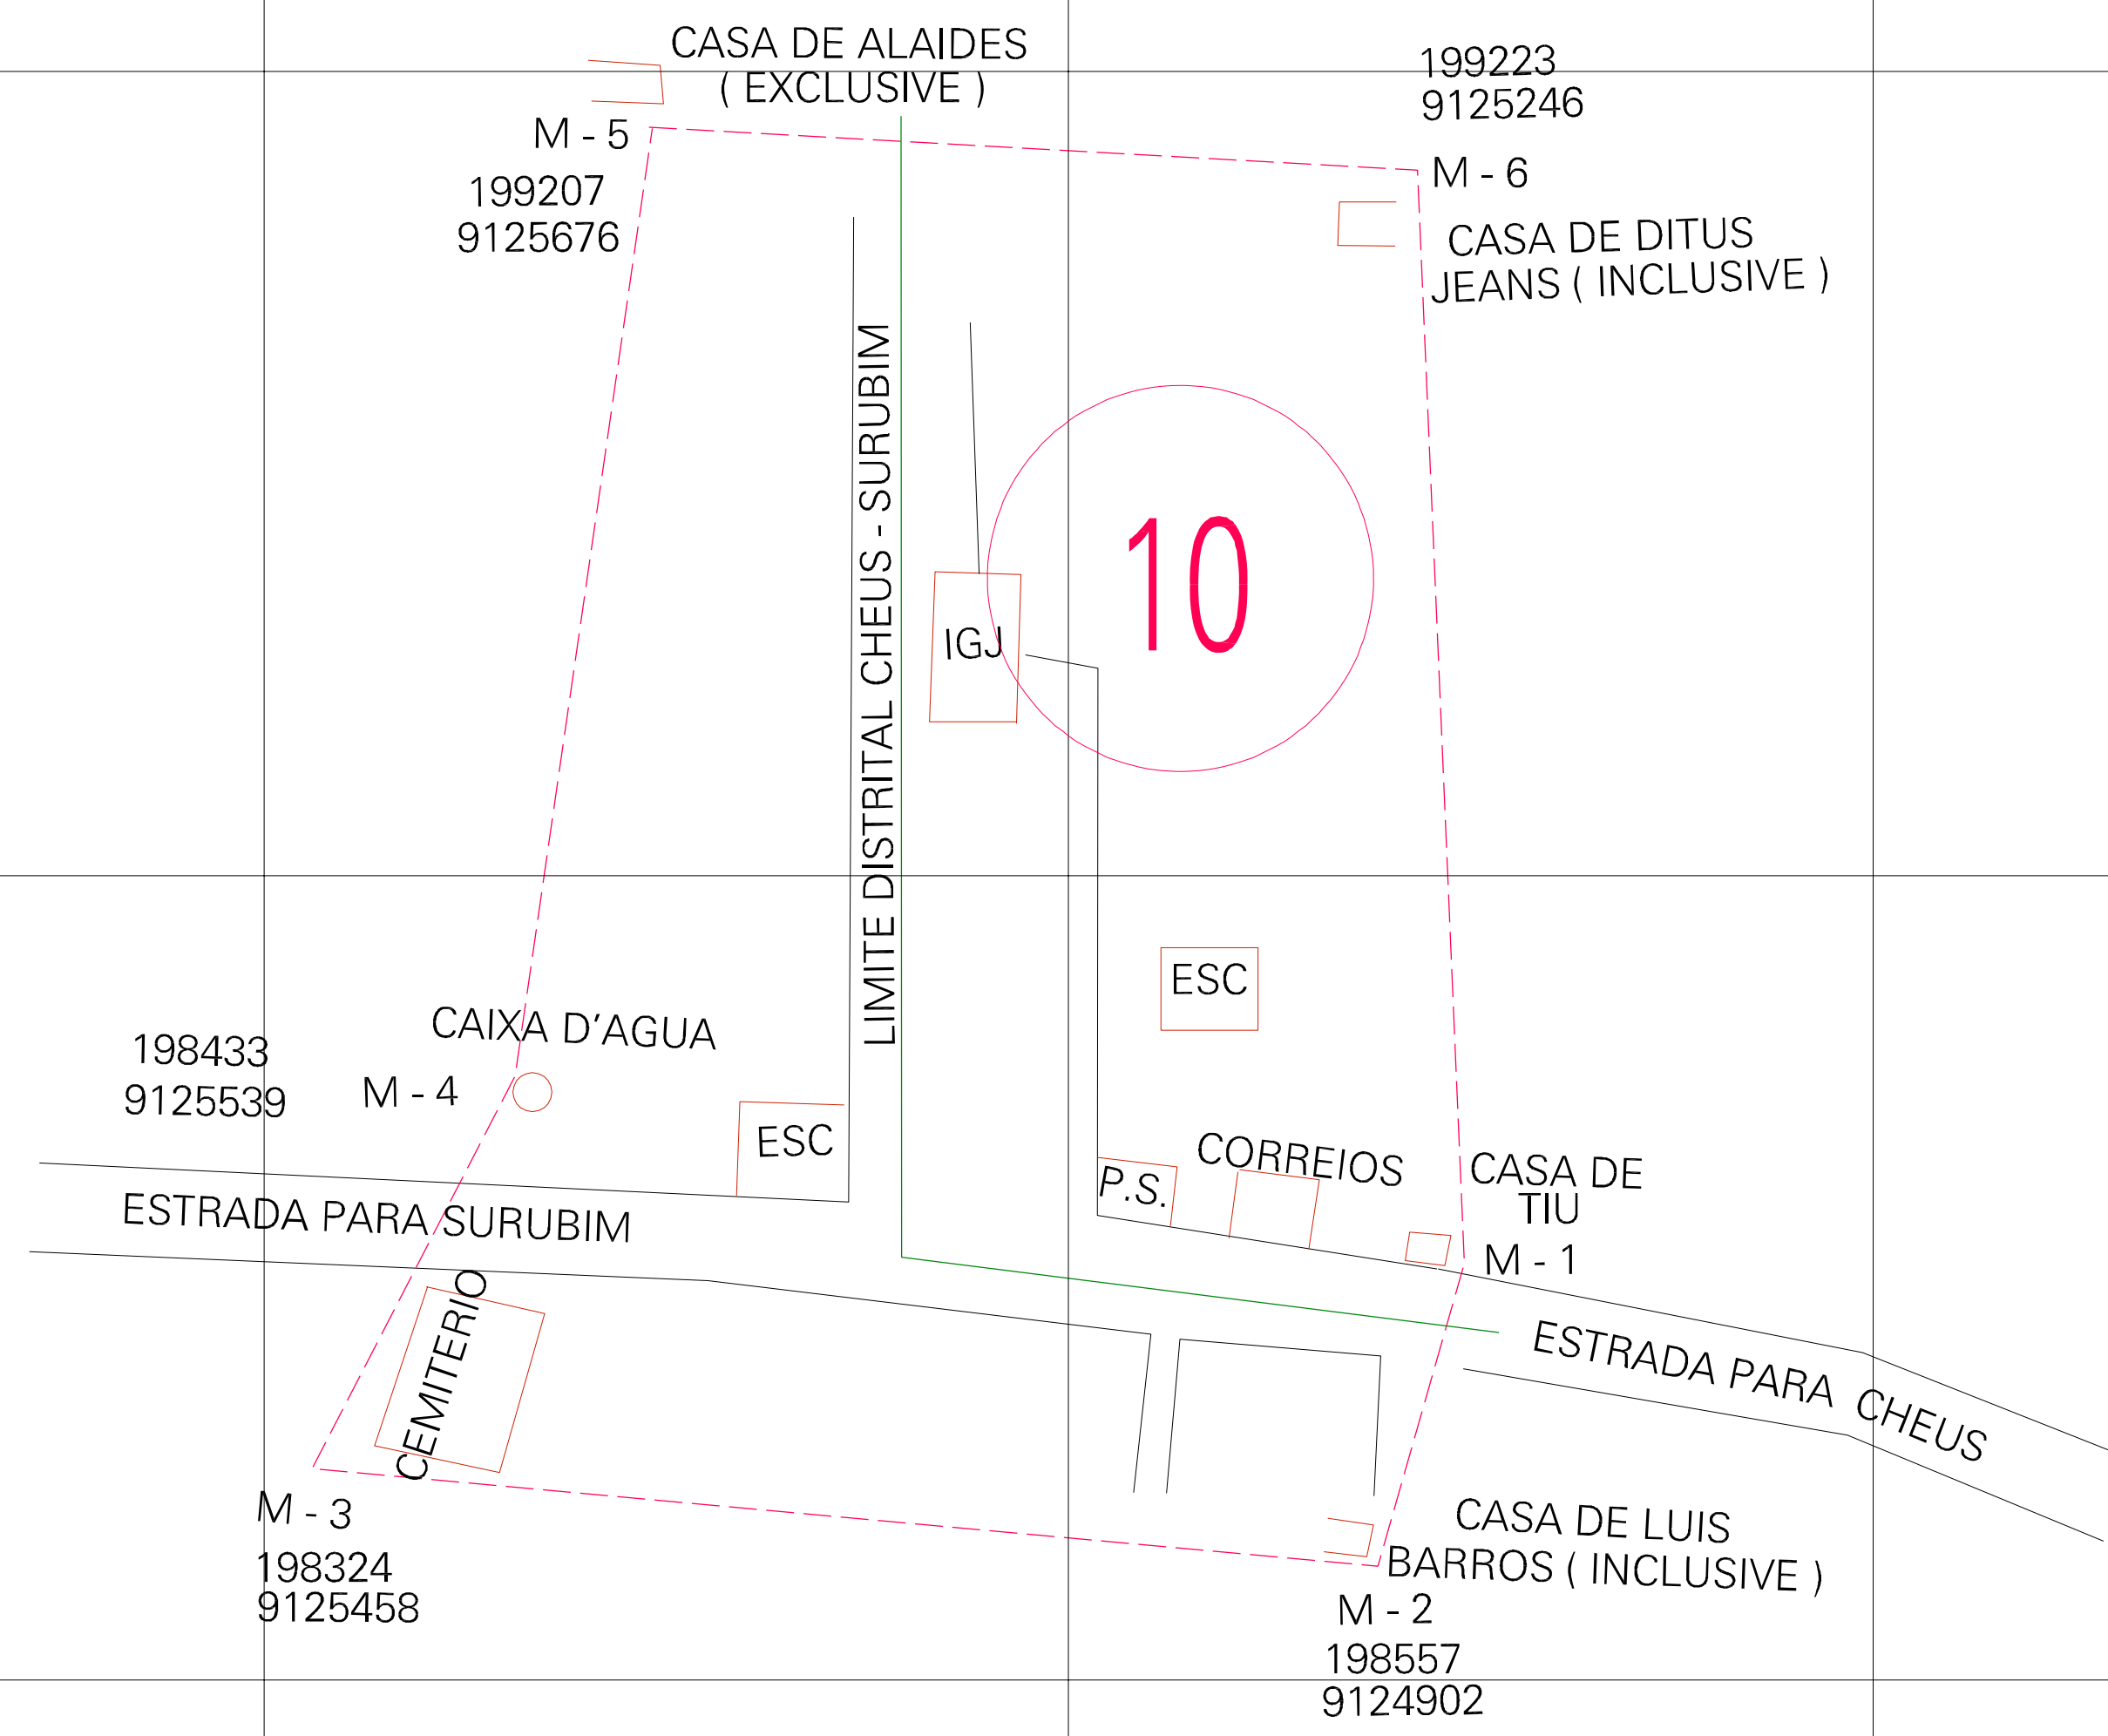 CASA DE ALAIDES
( EXCLUSIVE )
199223
9125246
M - 5
M - 6
199207
9125676
CASA DE DITUS
JEANS ( INCLUSIVE )
LIMITE DISTRITAL CHEUS - SURUBIM
10
IGJ
ESC
CAIXA D'AGUA
198433
9125539
M - 4
ESC
P.S.
CORREIOS
CASA DE
TIU
M - 1
ESTRADA PARA SURUBIM
CEMITERIO
ESTRADA PARA CHEUS
M - 3
198324
9125458
CASA DE LUIS
BARROS ( INCLUSIVE )
M - 2
198557
9124902